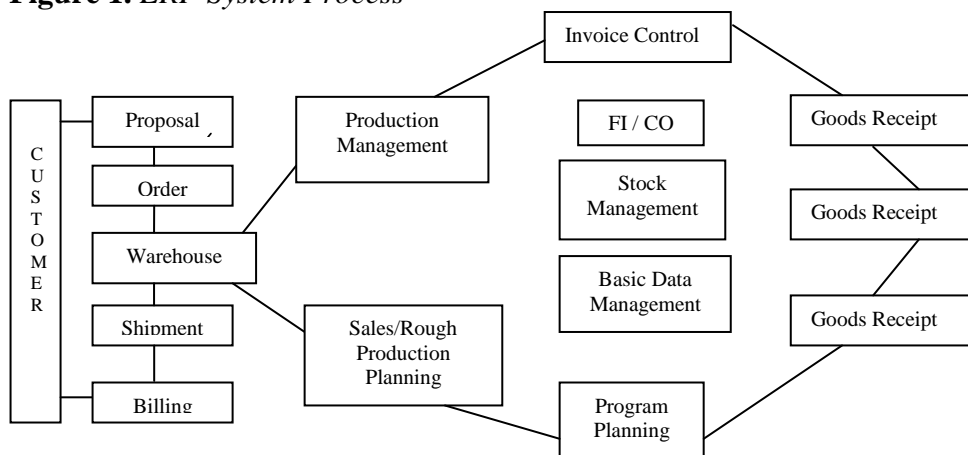 Figure 1. ERP System Process
Invoice Control
CUSTOMER
Proposal
Order
Warehouse
Shipment
Billing
Production
Management
Sales/Rough
Production
Planning
FI / CO
Stock
Management
Basic Data
Management
Program
Planning
Goods Receipt
Goods Receipt
Goods Receipt